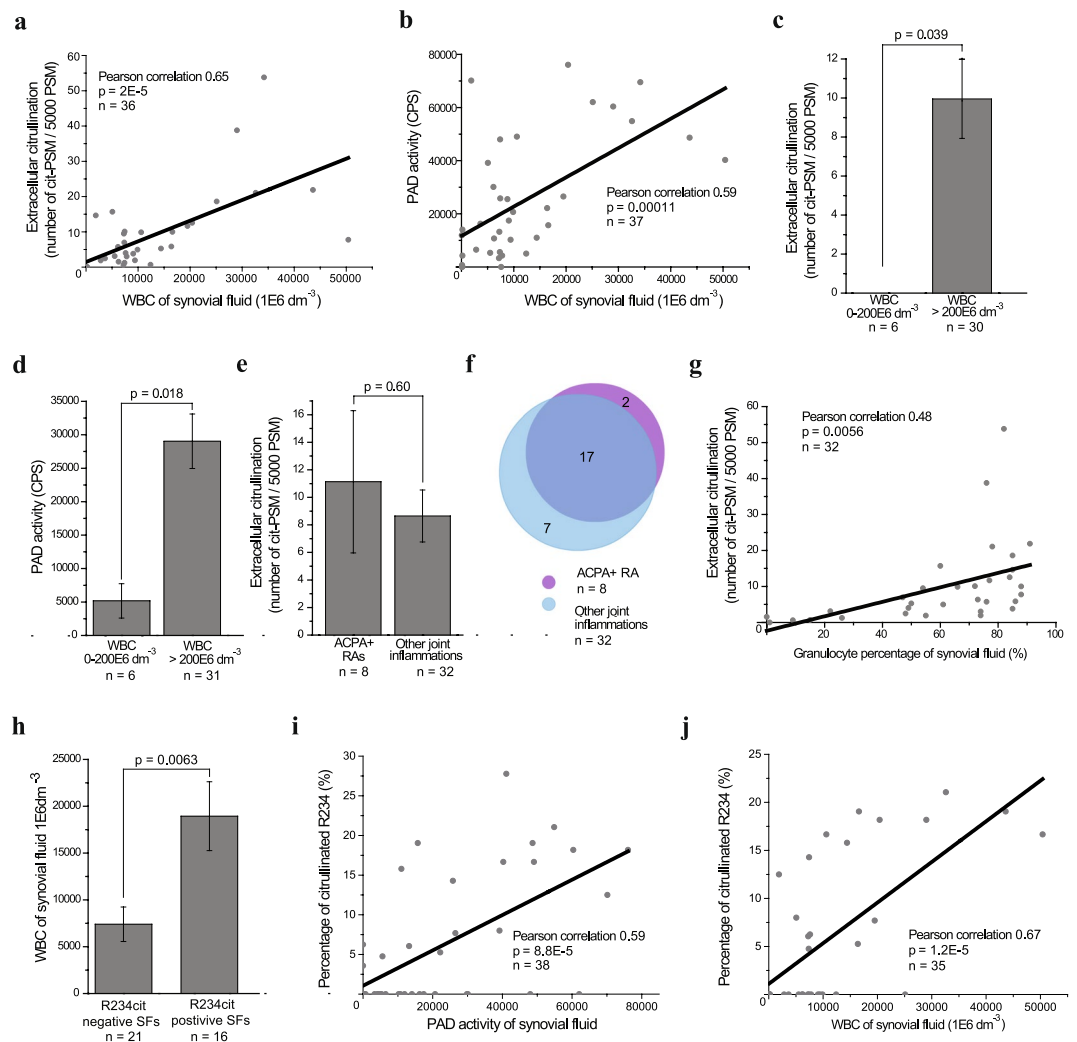 a
Extracellular citrullination
(number of cit-PSM / 5000 PSM)
60
50
40
30
20
10
0
Pearson correlation 0.65
p = 2E-5
n = 36
0
10000
20000
30000
40000
50000
WBC of synovial fluid (1E6 dm⁻³)
b
PAD activity (CPS)
80000
60000
40000
20000
0
Pearson correlation 0.59
p = 0.00011
n = 37
0
10000
20000
30000
40000
50000
WBC of synovial fluid (1E6 dm⁻³)
c
p = 0.039
Extracellular citrullination
(number of cit-PSM / 5000 PSM)
12
10
8
6
4
2
0
WBC
0-200E6 dm⁻³
n = 6
WBC
> 200E6 dm⁻³
n = 30
d
p = 0.018
PAD activity (CPS)
35000
30000
25000
20000
15000
10000
5000
0
WBC
0-200E6 dm⁻³
n = 6
WBC
> 200E6 dm⁻³
n = 31
e
p = 0.60
Extracellular citrullination
(number of cit-PSM / 5000 PSM)
16
14
12
10
8
6
4
2
0
ACPA+
RAs
n = 8
Other joint
inflammations
n = 32
f
2
17
7
ACPA+ RA
n = 8
Other joint
inflammations
n = 32
g
Extracellular citrullination
(number of cit-PSM / 5000 PSM)
60
50
40
30
20
10
0
Pearson correlation 0.48
p = 0.0056
n = 32
0
20
40
60
80
100
Granulocyte percentage of synovial fluid (%)
h
p = 0.0063
WBC of synovial fluid 1E6dm⁻³
25000
20000
15000
10000
5000
0
R234cit
negative SFs
n = 21
R234cit
postivive SFs
n = 16
i
Percentage of citrullinated R234 (%)
30
25
20
15
10
5
0
Pearson correlation 0.59
p = 8.8E-5
n = 38
0
20000
40000
60000
80000
PAD activity of synovial fluid
j
Percentage of citrullinated R234 (%)
25
20
15
10
5
0
Pearson correlation 0.67
p = 1.2E-5
n = 35
0
10000
20000
30000
40000
50000
WBC of synovial fluid (1E6 dm⁻³)